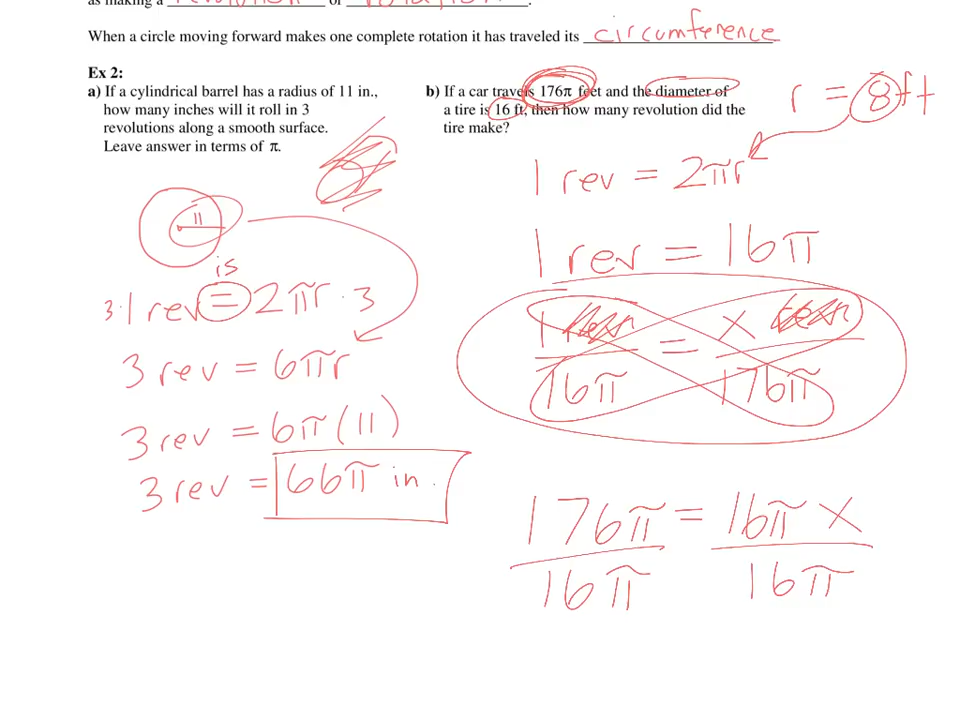 as making a revolution or rotation.
When a circle moving forward makes one complete rotation it has traveled its circumference
Ex 2:
a) If a cylindrical barrel has a radius of 11 in.,
how many inches will it roll in 3
revolutions along a smooth surface.
Leave answer in terms of π.
11
is
3·1 rev = 2πr·3
3 rev = 6πr
3 rev = 6π(11)
3 rev = 66π in.
b) If a car travels 176π feet and the diameter of
a tire is 16 ft, then how many revolution did the
tire make?
r = 8ft
1 rev = 2πr
1 rev = 16π
1 = x
16π 176π
176π = 16π x
16π 16π